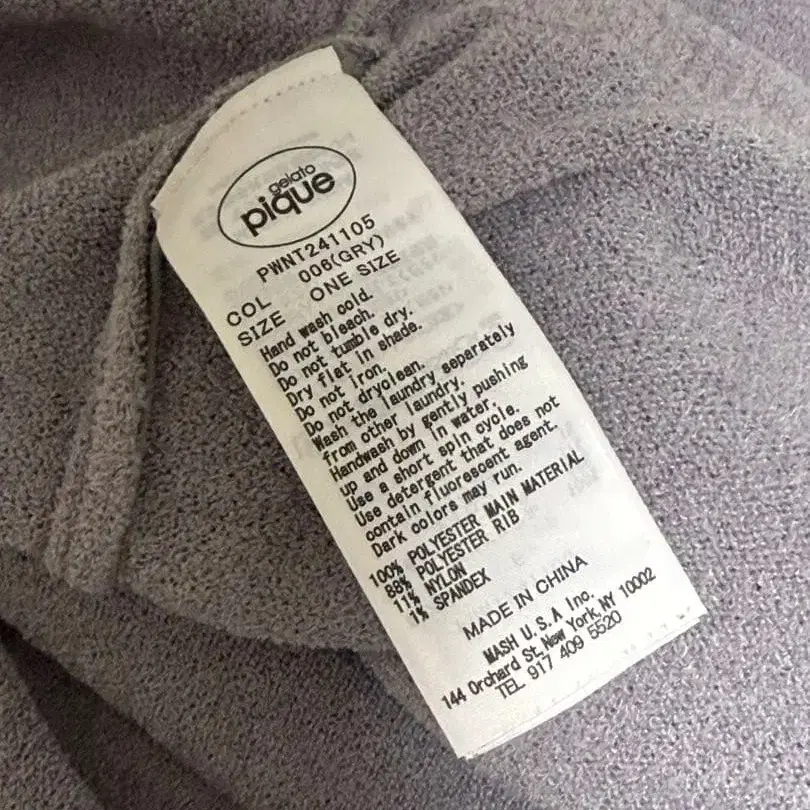 gelato
pique
PWNT241105
COL 006(GRY)
SIZE ONE SIZE
Hand wash cold.
Do not bleach.
Do not tumble dry.
Dry flat in shade.
Do not iron.
Do not dryclean.
Wash the laundry separately
from other laundry.
Handwash by gently pushing
up and down in water.
Use a short spin cycle.
Use detergent that does not
contain fluorescent agent.
Dark colors may run.
100% POLYESTER MAIN MATERIAL
88% POLYESTER RIB
11% NYLON
1% SPANDEX
MADE IN CHINA
MASH U.S.A Inc.
144 Orchard St, New York, NY 10002
TEL 917 409 5520